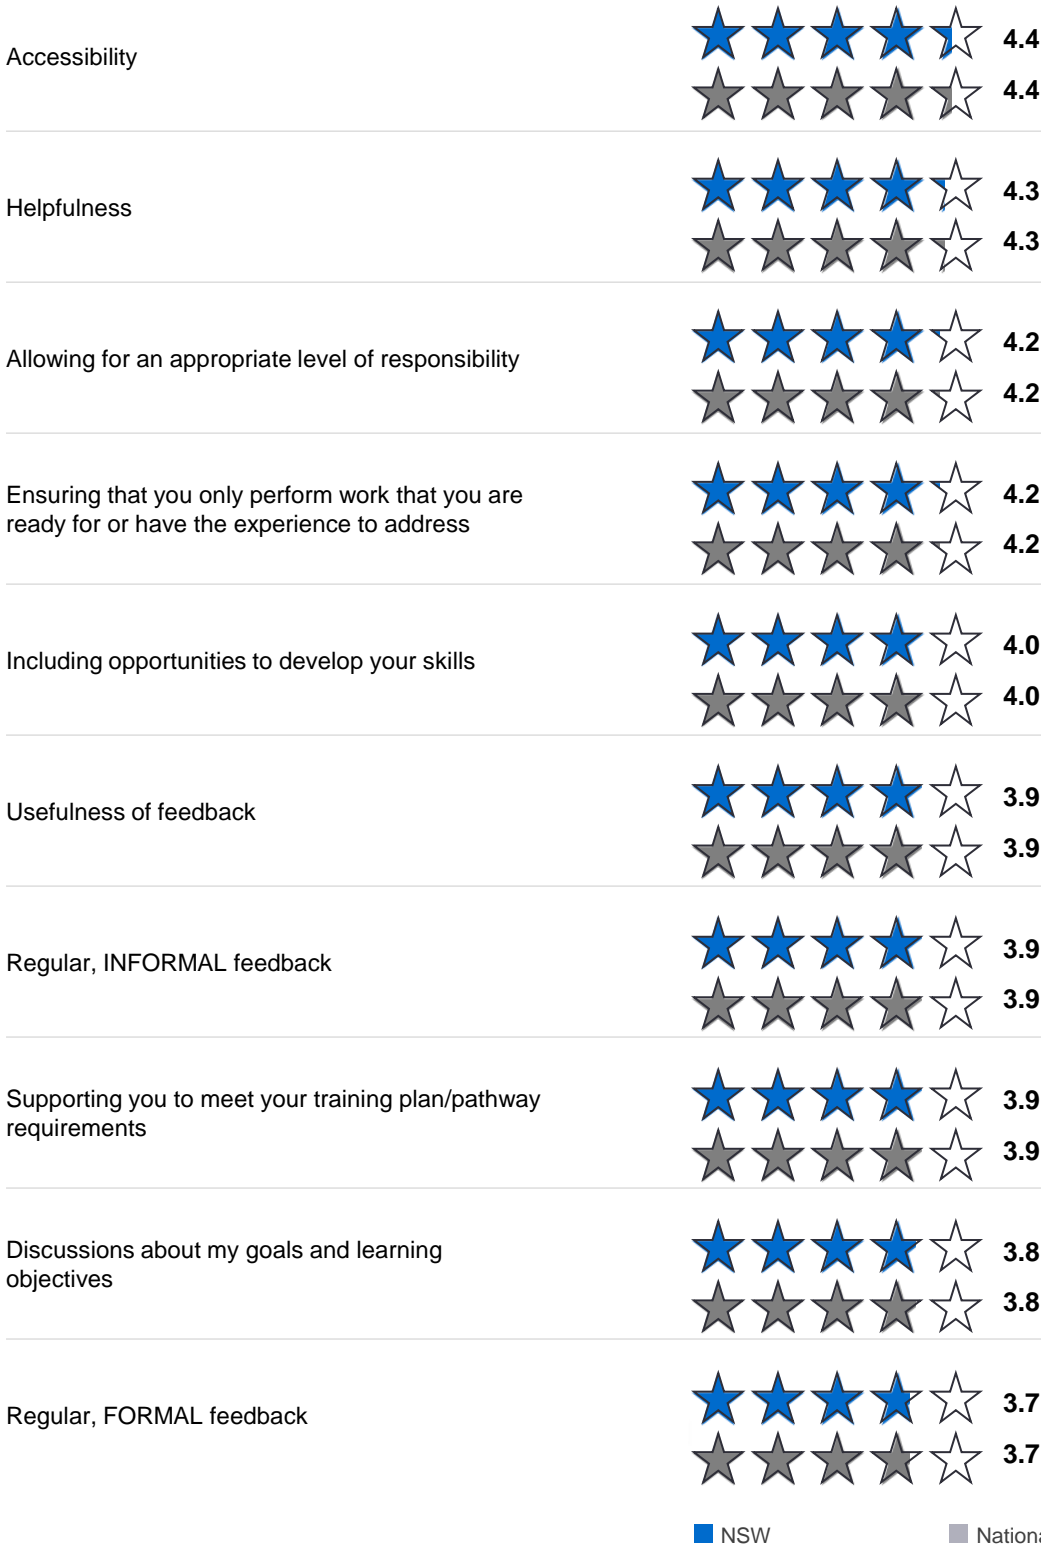 Accessibility
4.4
4.4
Helpfulness
4.3
4.3
Allowing for an appropriate level of responsibility
4.2
4.2
Ensuring that you only perform work that you are
ready for or have the experience to address
4.2
4.2
Including opportunities to develop your skills
4.0
4.0
Usefulness of feedback
3.9
3.9
Regular, INFORMAL feedback
3.9
3.9
Supporting you to meet your training plan/pathway
requirements
3.9
3.9
Discussions about my goals and learning
objectives
3.8
3.8
Regular, FORMAL feedback
3.7
3.7
NSW
Nationa